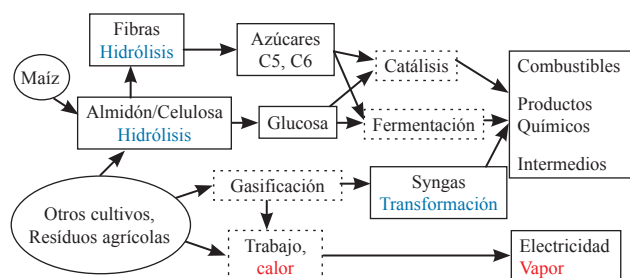 Fibras
Hidrólisis
Azúcares
C5, C6
Catálisis
Combustibles
Productos
Químicos
Intermedios
Maíz
Almidón/Celulosa
Hidrólisis
Glucosa
Fermentación
Otros cultivos,
Resíduos agrícolas
Gasificación
Syngas
Transformación
Trabajo,
calor
Electricidad
Vapor